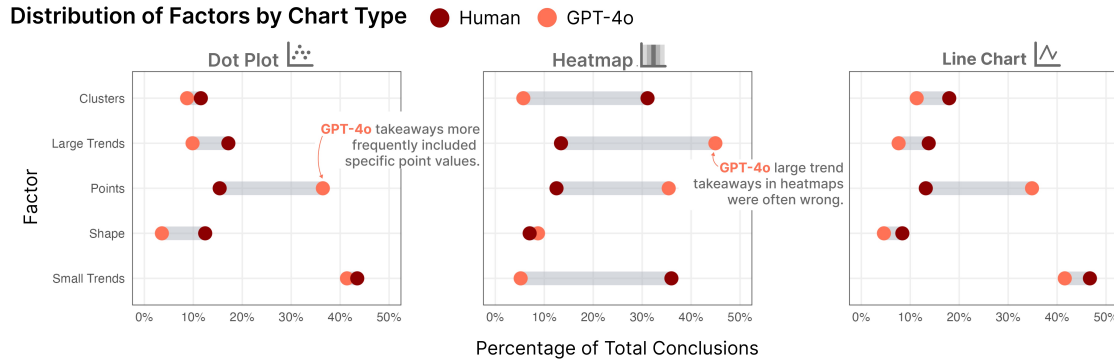 Distribution of Factors by Chart Type Human GPT-4o
Dot Plot
Heatmap
Line Chart
Factor
Clusters
Large Trends
Points
Shape
Small Trends
GPT-4o takeaways more
frequently included
specific point values.
GPT-4o large trend
takeaways in heatmaps
were often wrong.
0% 10% 20% 30% 40% 50%
0% 10% 20% 30% 40% 50%
0% 10% 20% 30% 40% 50%
Percentage of Total Conclusions